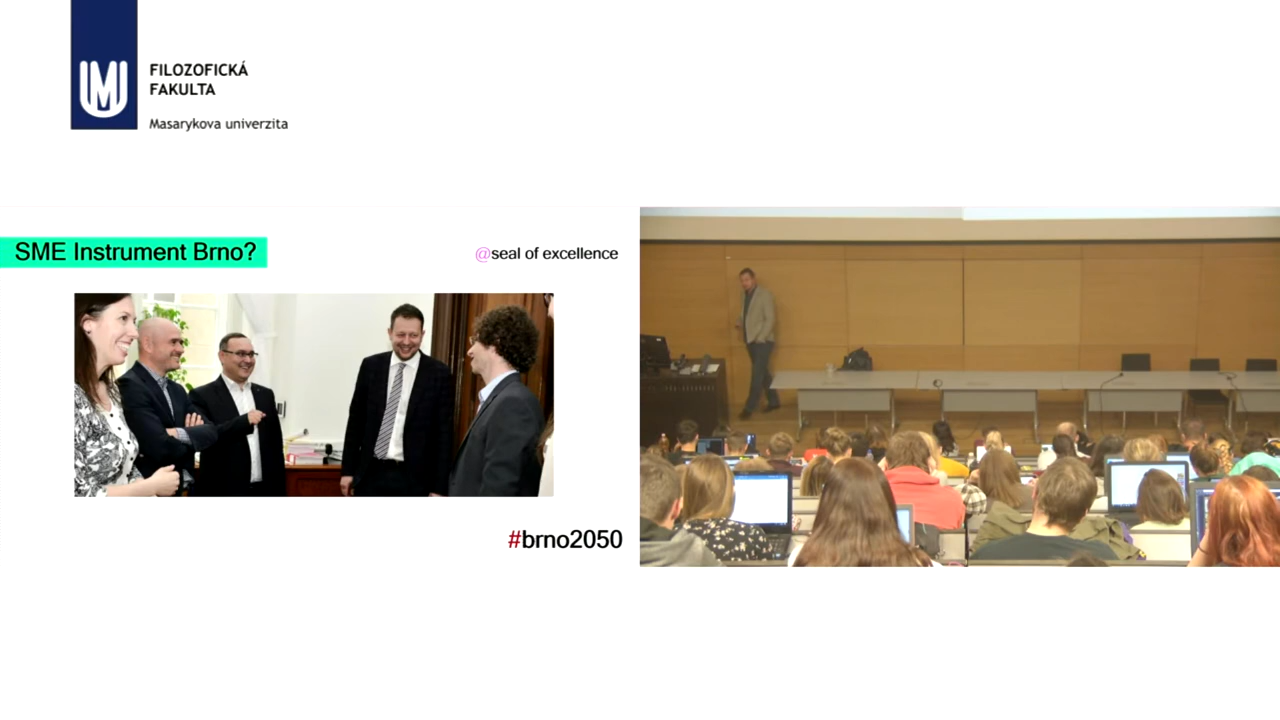 FILOZOFICKÁ
FAKULTA
Masarykova univerzita
SME Instrument Brno?
@seal of excellence
#brno2050